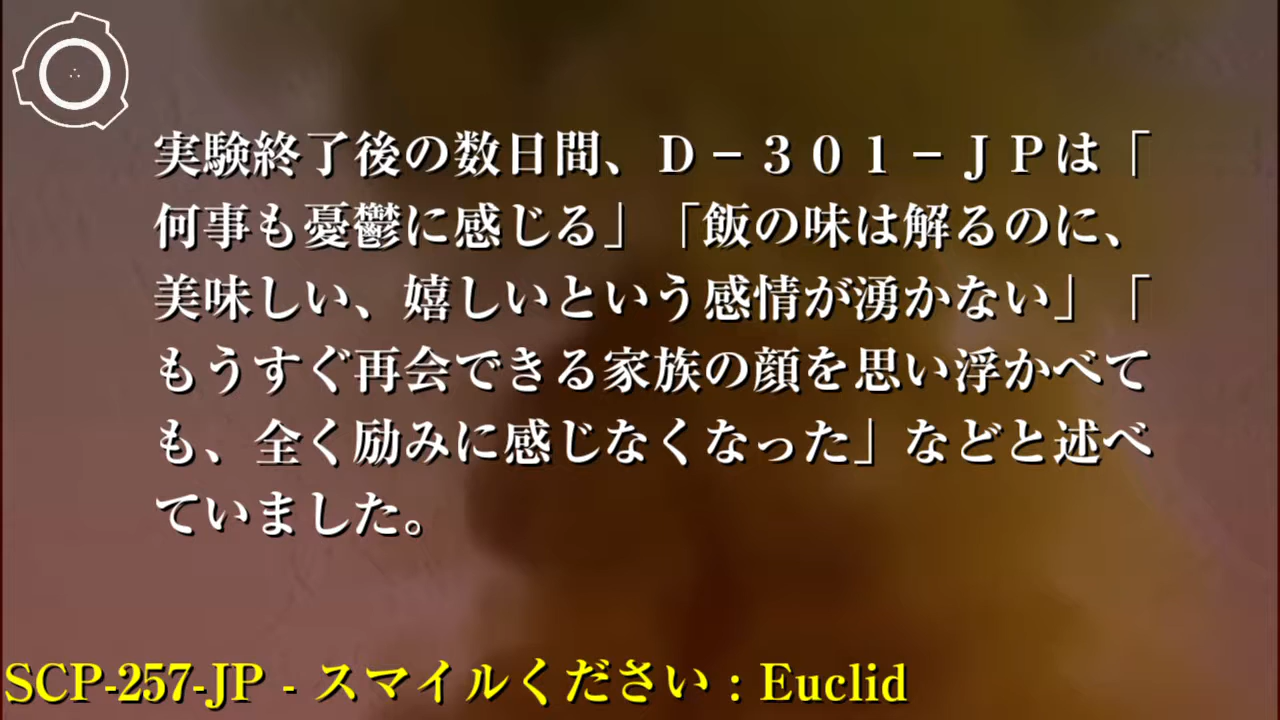 実験終了後の数日間、Ｄ－３０１－ＪＰは「
何事も憂鬱に感じる」「飯の味は解るのに、
美味しい、嬉しいという感情が湧かない」「
もうすぐ再会できる家族の顔を思い浮かべて
も、全く励みに感じなくなった」などと述べ
ていました。
SCP-257-JP - スマイルください : Euclid